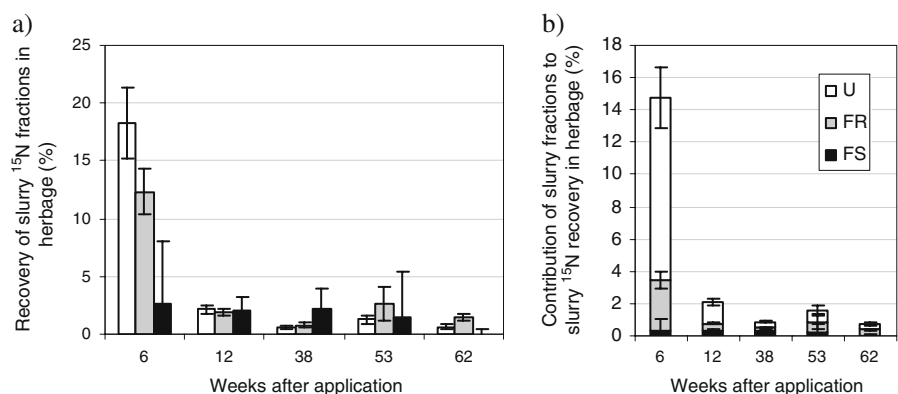 a)
Recovery of slurry ¹⁵N fractions in
herbage (%)
25
20
15
10
5
0
6 12 38 53 62
Weeks after application
b)
Contribution of slurry fractions to
slurry ¹⁵N recovery in herbage (%)
18
16
14
12
10
8
6
4
2
0
U
FR
FS
6 12 38 53 62
Weeks after application